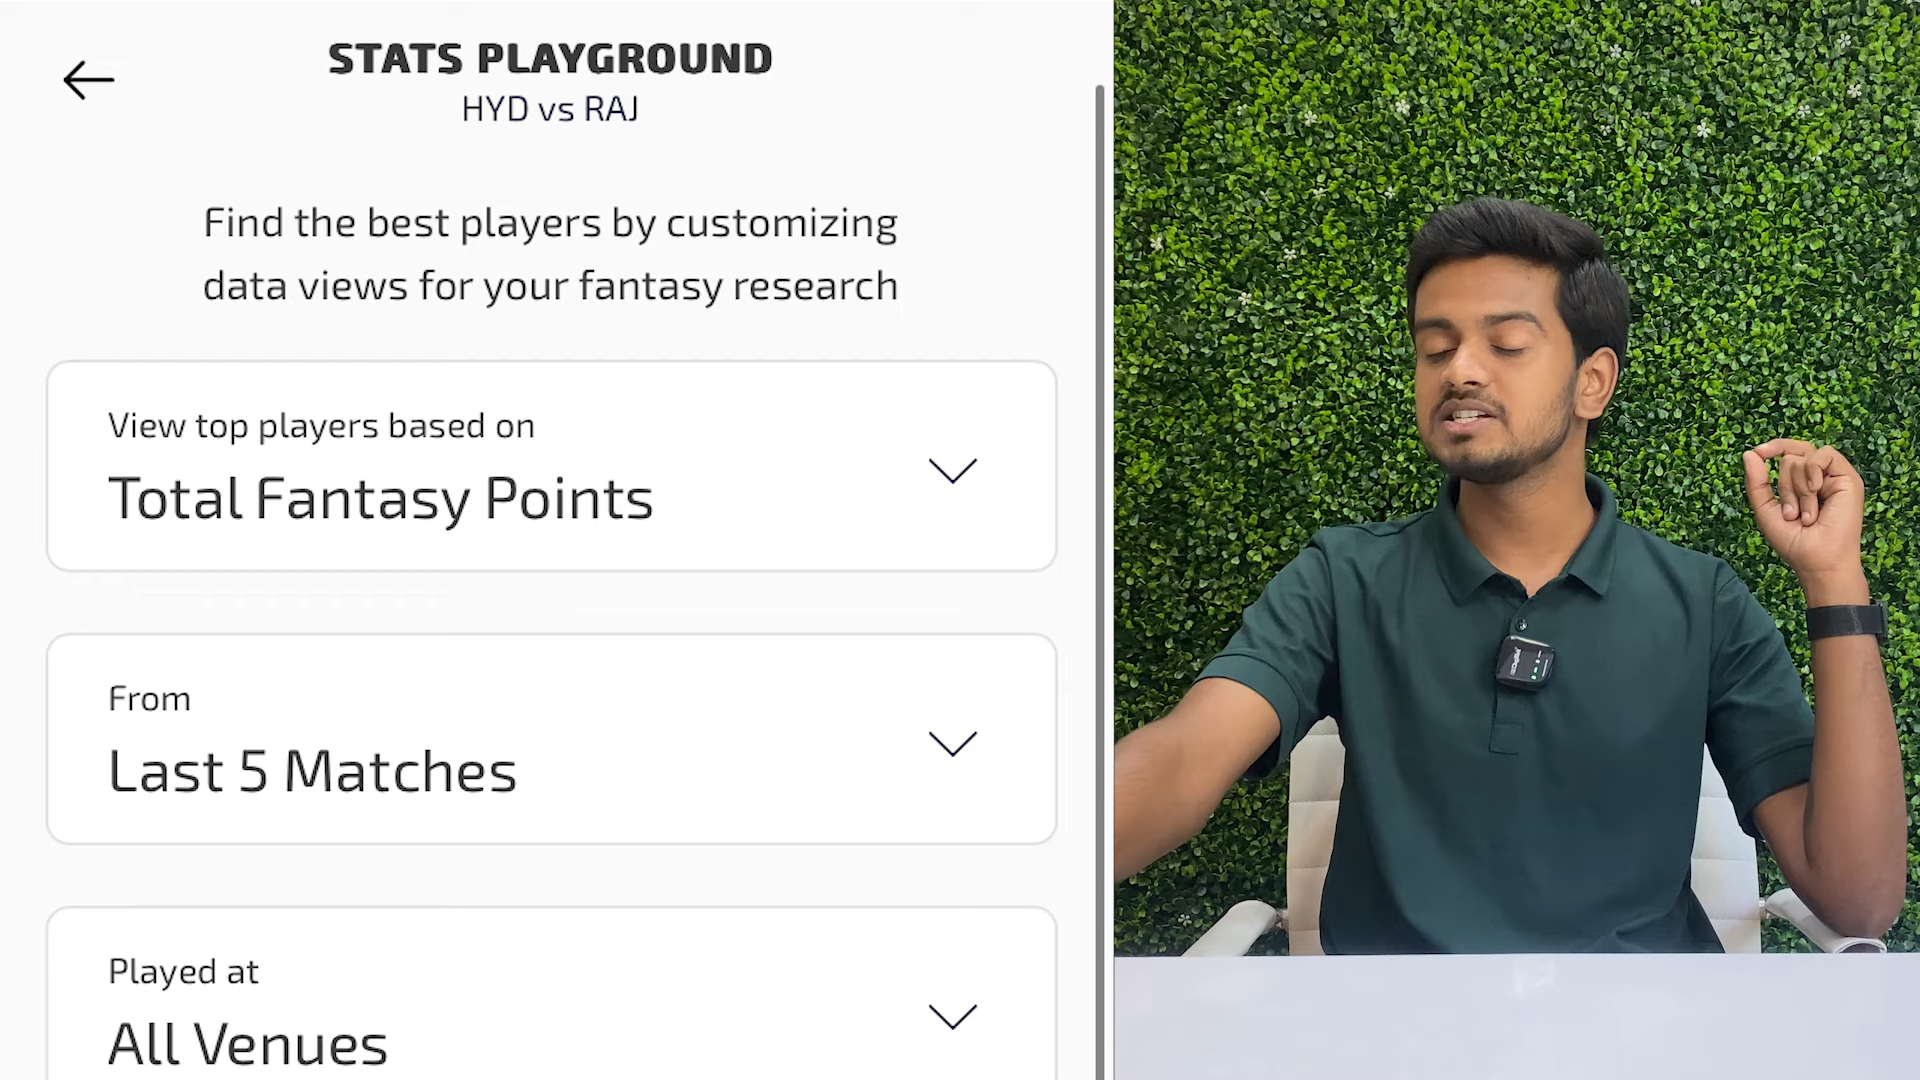 STATS PLAYGROUND
HYD vs RAJ
Find the best players by customizing
data views for your fantasy research
View top players based on
Total Fantasy Points
From
Last 5 Matches
Played at
All Venues